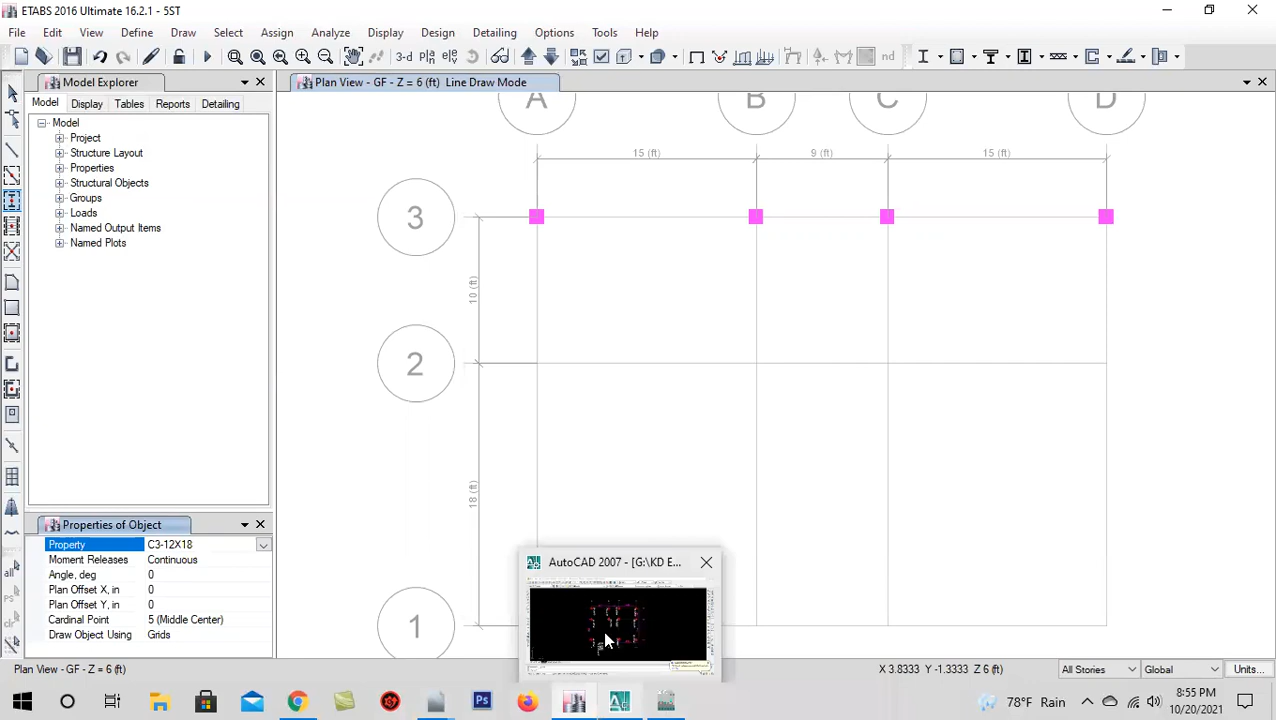 ETABS 2016 Ultimate 16.2.1 - 5ST
File Edit View Define Draw Select Assign Analyze Display Design Detailing Options Tools Help
3-d nd
Model Explorer
Plan View - GF - Z = 6 (ft) Line Draw Mode
Model Display Tables Reports Detailing
Model
Project
Structure Layout
Properties
Structural Objects
Groups
Loads
Named Output Items
Named Plots
A B C D
15 (ft) 9 (ft) 15 (ft)
3
10 (ft)
2
18 (ft)
1
Properties of Object
Property C3-12X18
Moment Releases Continuous
Angle, deg 0
Plan Offset X, in 0
Plan Offset Y, in 0
Cardinal Point 5 (Middle Center)
Draw Object Using Grids
AutoCAD 2007 - [G:\KD E...
Plan View - GF - Z = 6 (ft)
All Stories Global Units...
Ps
78°F Rain
8:55 PM
10/20/2021